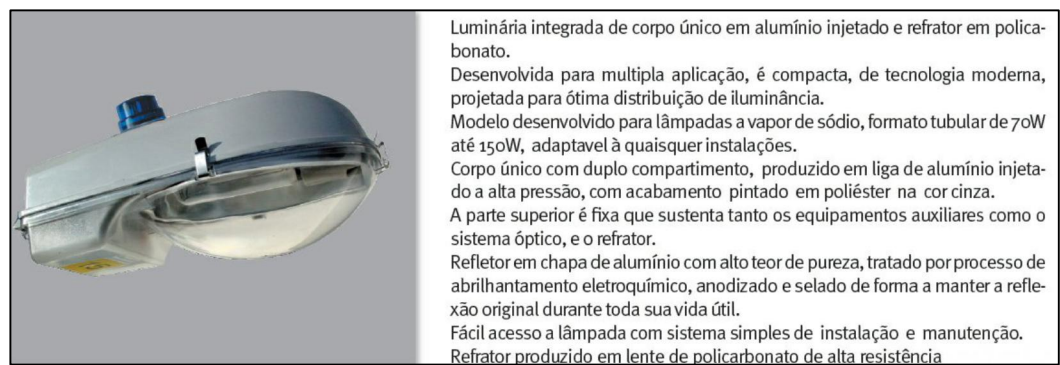 Luminária integrada de corpo único em alumínio injetado e refrator em polica-
bonato.
Desenvolvida para multipla aplicação, é compacta, de tecnologia moderna,
projetada para ótima distribuição de iluminância.
Modelo desenvolvido para lâmpadas a vapor de sódio, formato tubular de 70W
até 150W, adaptavel à quaisquer instalações.
Corpo único com duplo compartimento, produzido em liga de alumínio injeta-
do a alta pressão, com acabamento pintado em poliéster na cor cinza.
A parte superior é fixa que sustenta tanto os equipamentos auxiliares como o
sistema óptico, e o refrator.
Refletor em chapa de alumínio com alto teor de pureza, tratado por processo de
abrilhantamento eletroquímico, anodizado e selado de forma a manter a refle-
xão original durante toda sua vida útil.
Fácil acesso a lâmpada com sistema simples de instalação e manutenção.
Refrator produzido em lente de policarbonato de alta resistência